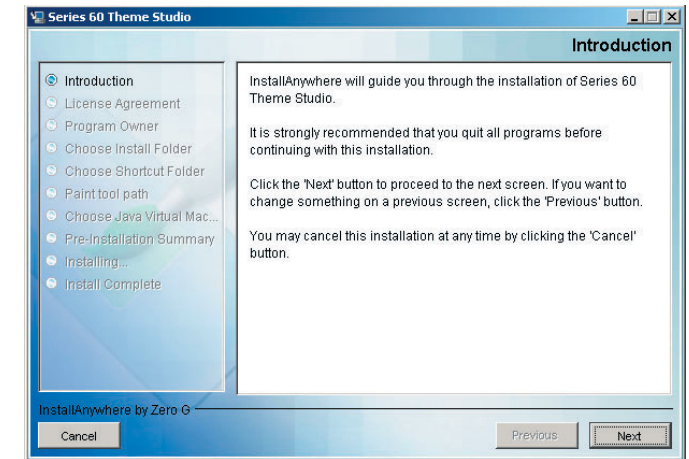 Series 60 Theme Studio
Introduction
Introduction
License Agreement
Program Owner
Choose Install Folder
Choose Shortcut Folder
Paint tool path
Choose Java Virtual Mac...
Pre-Installation Summary
Installing...
Install Complete
InstallAnywhere will guide you through the installation of Series 60
Theme Studio.
It is strongly recommended that you quit all programs before
continuing with this installation.
Click the 'Next' button to proceed to the next screen. If you want to
change something on a previous screen, click the 'Previous' button.
You may cancel this installation at any time by clicking the 'Cancel'
button.
InstallAnywhere by Zero G
Cancel
Previous
Next